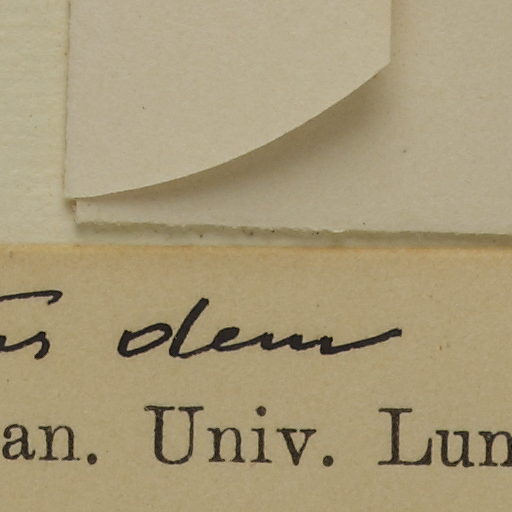 dem
an. Univ. Lun